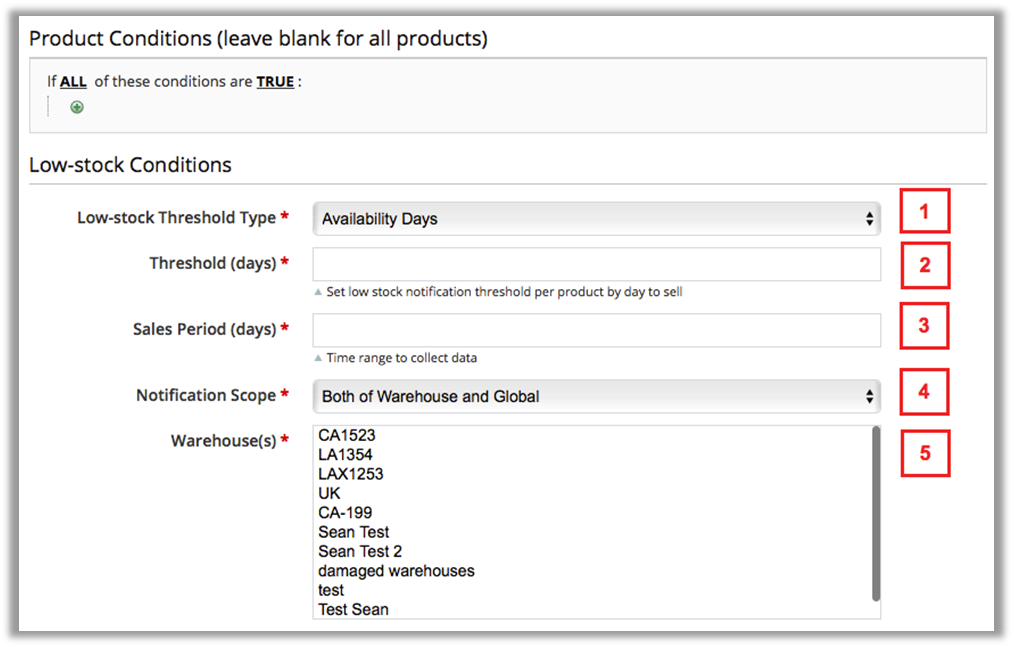 Product Conditions (leave blank for all products)
If ALL of these conditions are TRUE :
Low-stock Conditions
Low-stock Threshold Type * Availability Days 1
Threshold (days) * 2
Set low stock notification threshold per product by day to sell
Sales Period (days) * 3
Time range to collect data
Notification Scope * Both of Warehouse and Global 4
Warehouse(s) * 5
CA1523
LA1354
LAX1253
UK
CA-199
Sean Test
Sean Test 2
damaged warehouses
test
Test Sean